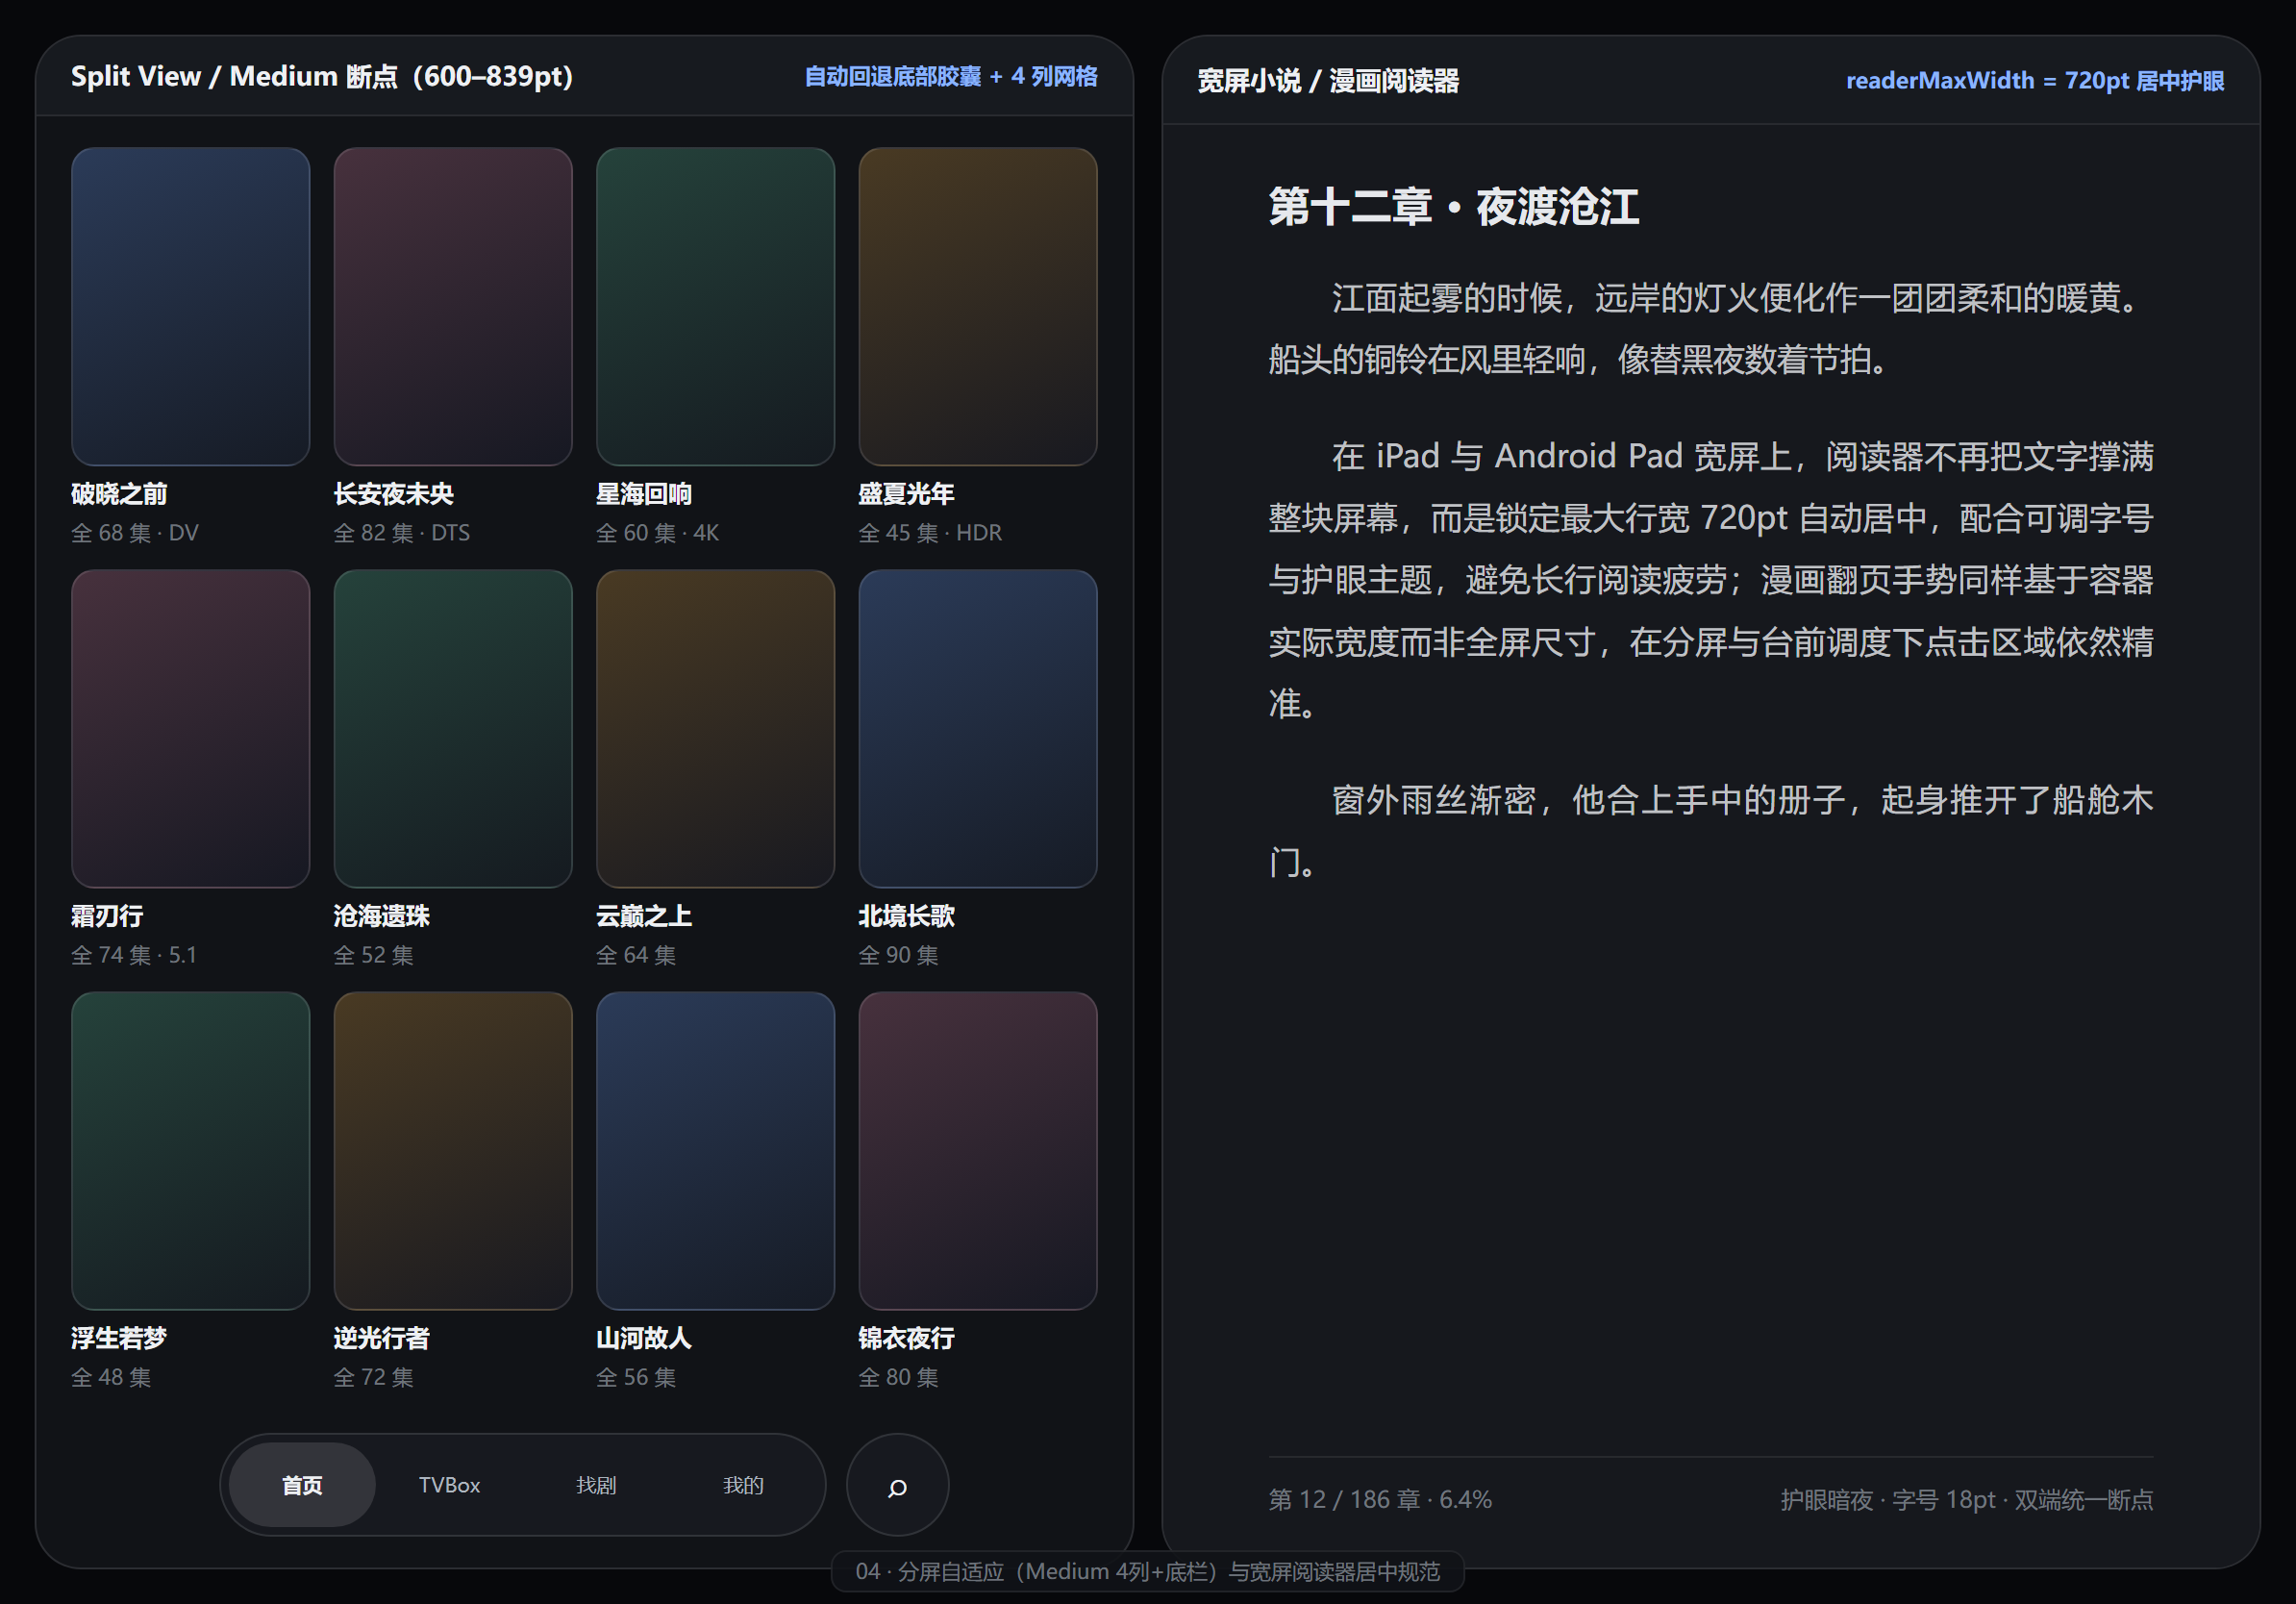 Split View / Medium 断点（600–839pt）
自动回退底部胶囊 + 4 列网格
破晓之前
全 68 集 · DV
长安夜未央
全 82 集 · DTS
星海回响
全 60 集 · 4K
盛夏光年
全 45 集 · HDR
霜刃行
全 74 集 · 5.1
沧海遗珠
全 52 集
云巅之上
全 64 集
北境长歌
全 90 集
浮生若梦
全 48 集
逆光行者
全 72 集
山河故人
全 56 集
锦衣夜行
全 80 集
首页
TVBox
找剧
我的
宽屏小说 / 漫画阅读器
readerMaxWidth = 720pt 居中护眼
第十二章 · 夜渡沧江
江面起雾的时候，远岸的灯火便化作一团团柔和的暖黄。
船头的铜铃在风里轻响，像替黑夜数着节拍。
在 iPad 与 Android Pad 宽屏上，阅读器不再把文字撑满
整块屏幕，而是锁定最大行宽 720pt 自动居中，配合可调字号
与护眼主题，避免长行阅读疲劳；漫画翻页手势同样基于容器
实际宽度而非全屏尺寸，在分屏与台前调度下点击区域依然精
准。
窗外雨丝渐密，他合上手中的册子，起身推开了船舱木
门。
第 12 / 186 章 · 6.4%
护眼暗夜 · 字号 18pt · 双端统一断点
04 · 分屏自适应（Medium 4列+底栏）与宽屏阅读器居中规范